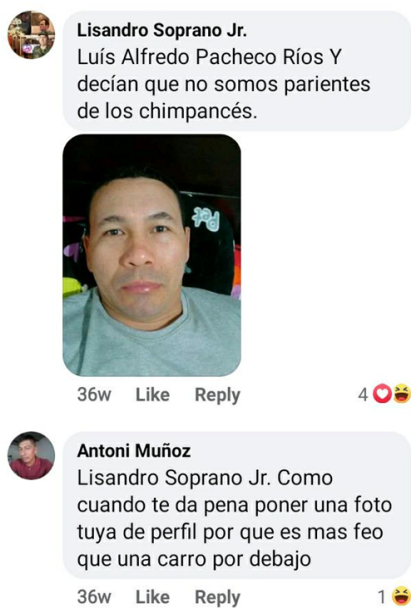 Lisandro Soprano Jr.
Luís Alfredo Pacheco Ríos Y
decían que no somos parientes
de los chimpancés.
36w Like Reply 4
Antoni Muñoz
Lisandro Soprano Jr. Como
cuando te da pena poner una foto
tuya de perfil por que es mas feo
que una carro por debajo
36w Like Reply 1